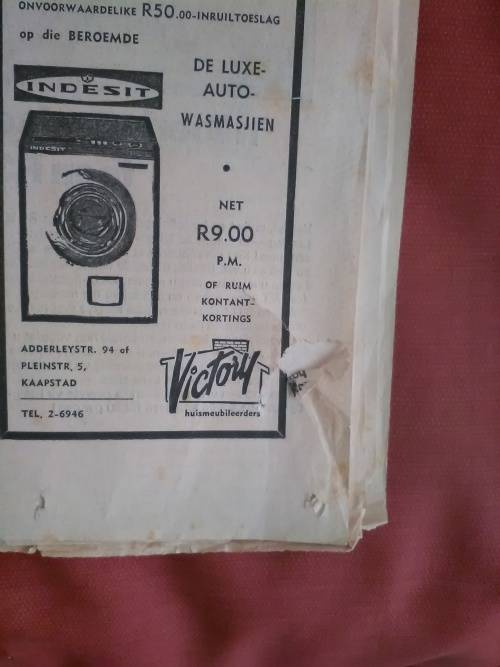 ONVOORWAARDELIKE R50.00-INRUILTOESLAG
op die BEROEMDE
INDESIT
DE LUXE-
AUTO-
WASMASJIEN
INDESIT
NET
R9.00
P.M.
OF RUIM
KONTANT-
KORTINGS
ADDERLEYSTR. 94 of
PLEINSTR. 5,
KAAPSTAD
TEL. 2-6946
Victory
huismeubileerders